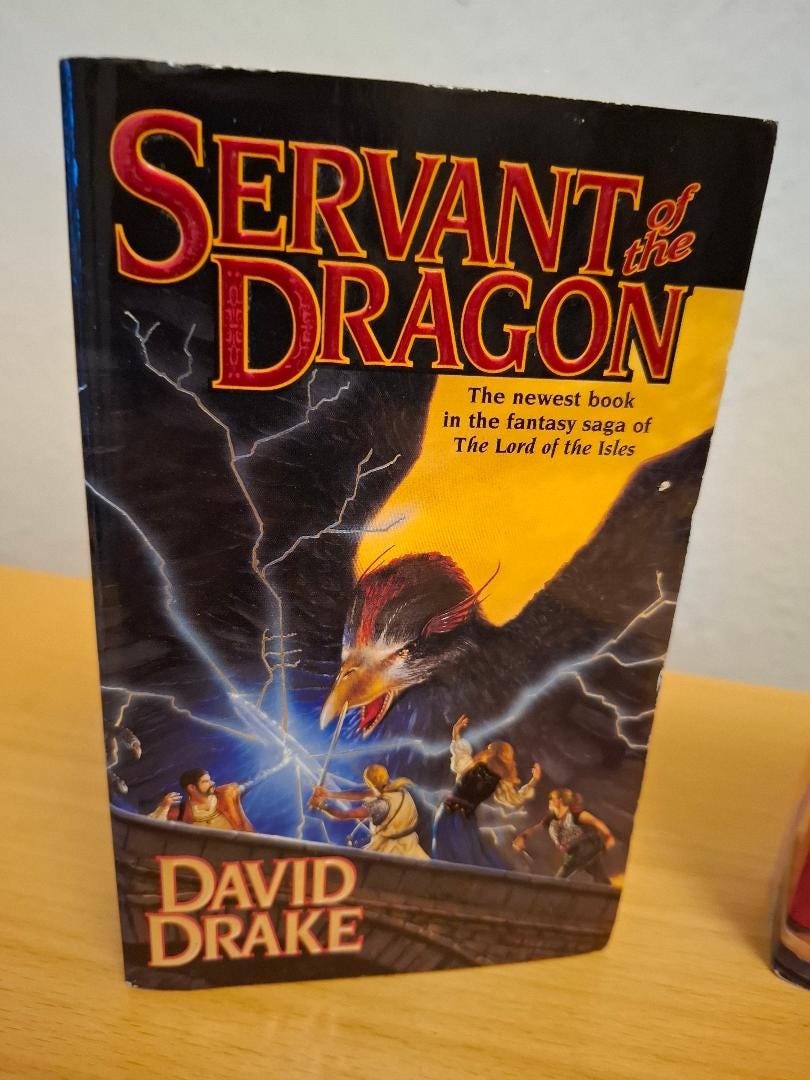 SERVANT of the
DRAGON
The newest book
in the fantasy saga of
The Lord of the Isles
DAVID
DRAKE